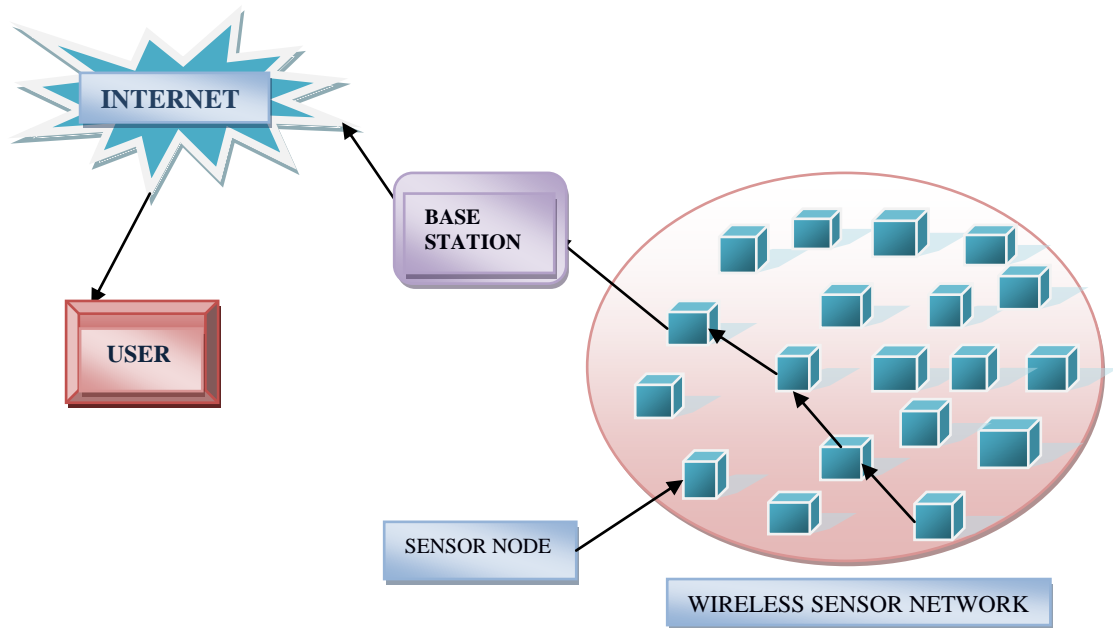 INTERNET
BASE
STATION
USER
SENSOR NODE
WIRELESS SENSOR NETWORK